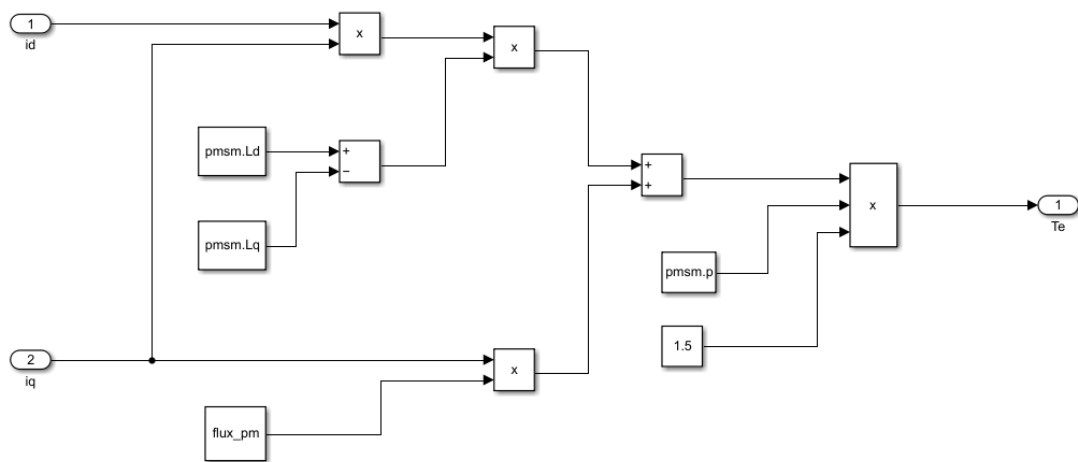 1
id
x
x
pmsm.Ld
+
−
pmsm.Lq
+
+
x
1
Te
pmsm.p
1.5
2
iq
x
flux_pm